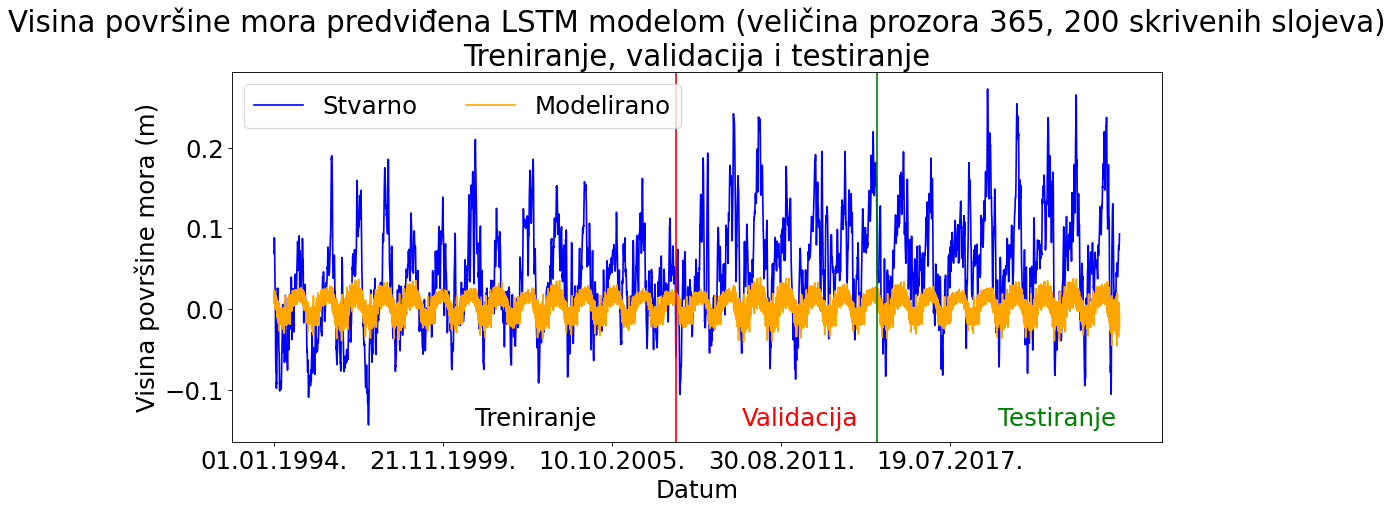 Visina površine mora predviđena LSTM modelom (veličina prozora 365, 200 skrivenih slojeva)
Treniranje, validacija i testiranje
Stvarno
Modelirano
Visina površine mora (m)
0.2
0.1
0.0
−0.1
Treniranje
Validacija
Testiranje
01.01.1994.
21.11.1999.
10.10.2005.
30.08.2011.
19.07.2017.
Datum